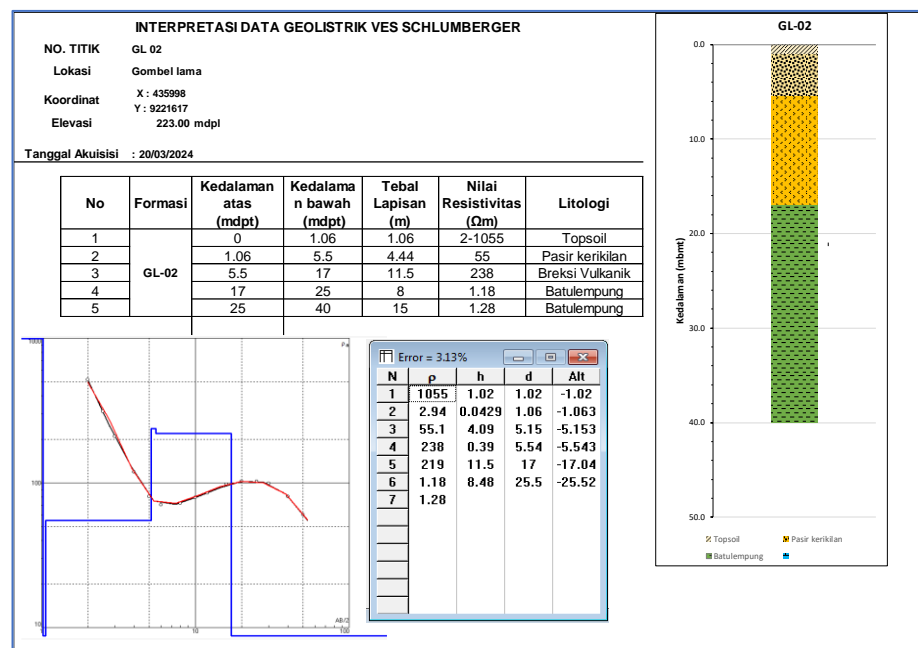 INTERPRETASI DATA GEOLISTRIK VES SCHLUMBERGER
NO. TITIK GL 02
Lokasi Gombel lama
Koordinat X : 435998
Y : 9221617
Elevasi 223.00 mdpl
Tanggal Akuisisi : 20/03/2024
No Formasi Kedalaman atas (mdpt) Kedalama n bawah (mdpt) Tebal Lapisan (m) Nilai Resistivitas (Ωm) Litologi
1 0 1.06 1.06 2-1055 Topsoil
2 1.06 5.5 4.44 55 Pasir kerikilan
GL-02
3 5.5 17 11.5 238 Breksi Vulkanik
4 17 25 8 1.18 Batulempung
5 25 40 15 1.28 Batulempung
1000 Pa
100
10
1 10 100
AB/2
Error = 3.13%
N ρ h d Alt
1 1055 1.02 1.02 -1.02
2 2.94 0.0429 1.06 -1.063
3 55.1 4.09 5.15 -5.153
4 238 0.39 5.54 -5.543
5 219 11.5 17 -17.04
6 1.18 8.48 25.5 -25.52
7 1.28
GL-02
Kedalaman (mbmt)
0.0
10.0
20.0
30.0
40.0
50.0
Topsoil Pasir kerikilan
Batulempung